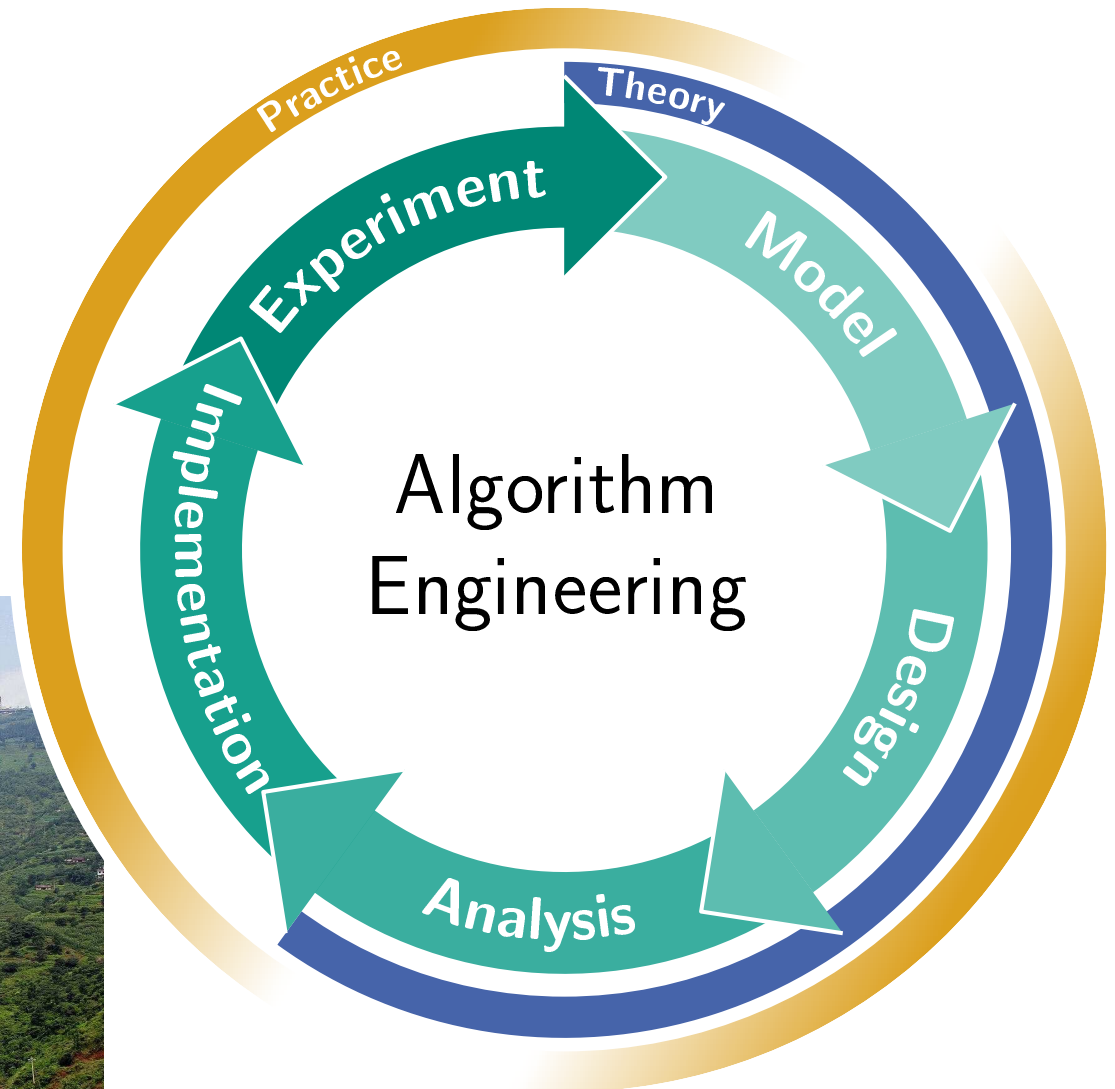 Practice
Theory
Experiment
Model
Implementation
Algorithm
Engineering
Design
Analysis